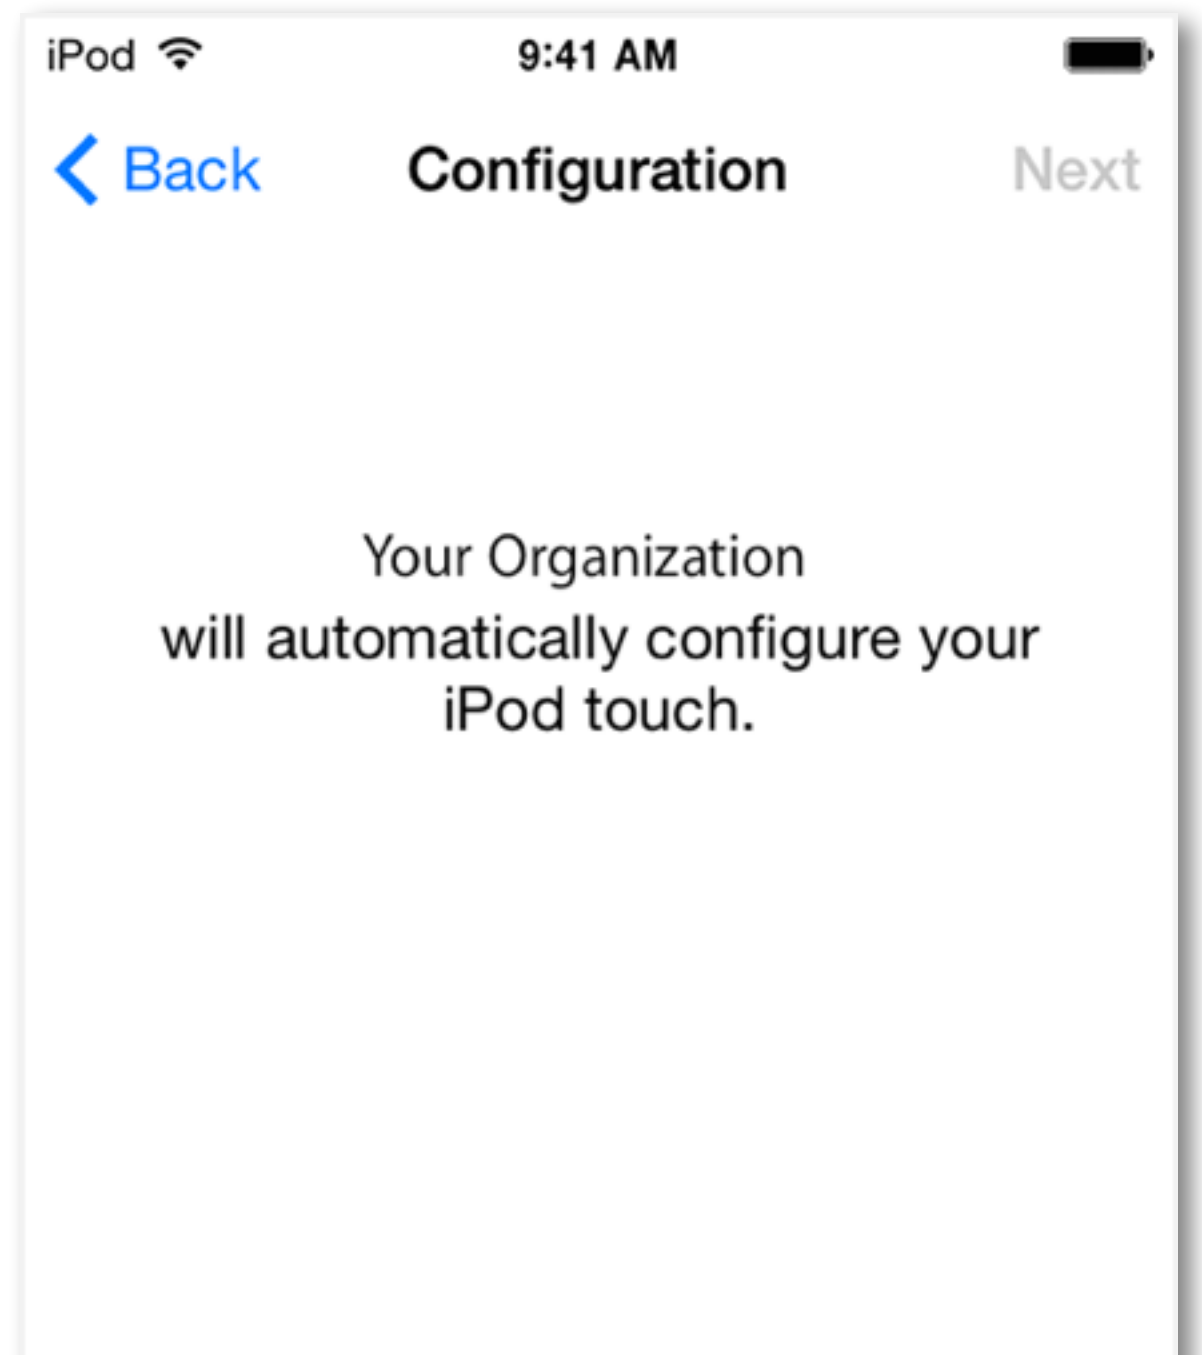 iPod 9:41 AM
Back Configuration Next
Your Organization
will automatically configure your
iPod touch.